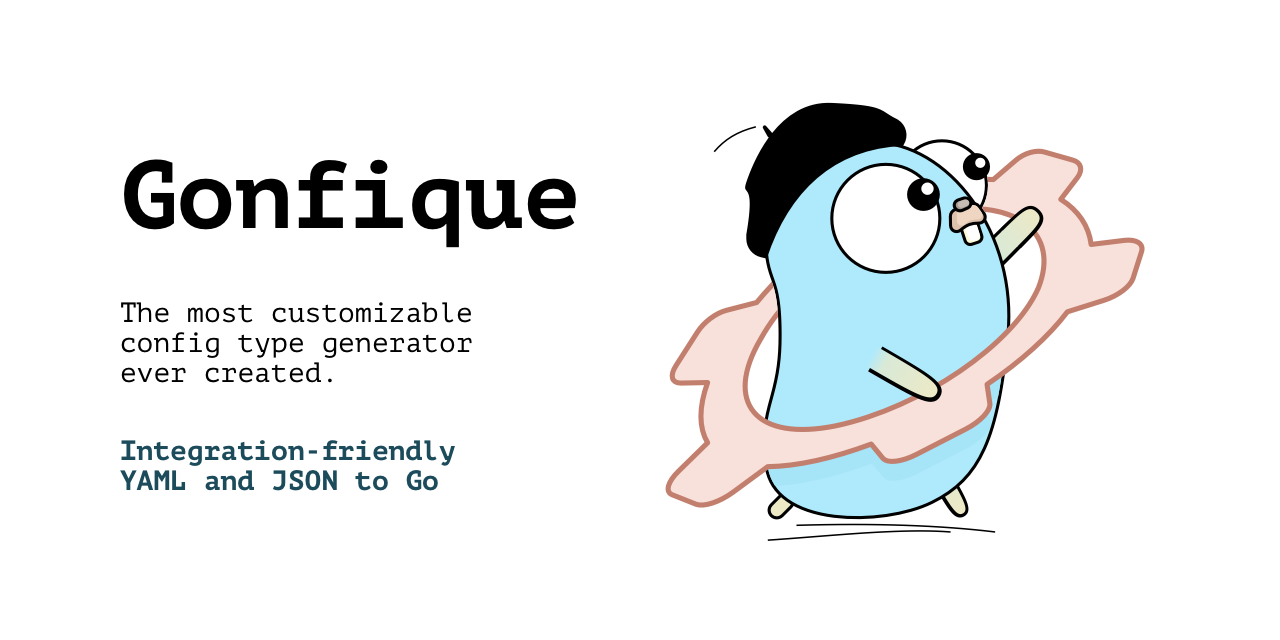 Gonfique
The most customizable
config type generator
ever created.
Integration-friendly
YAML and JSON to Go